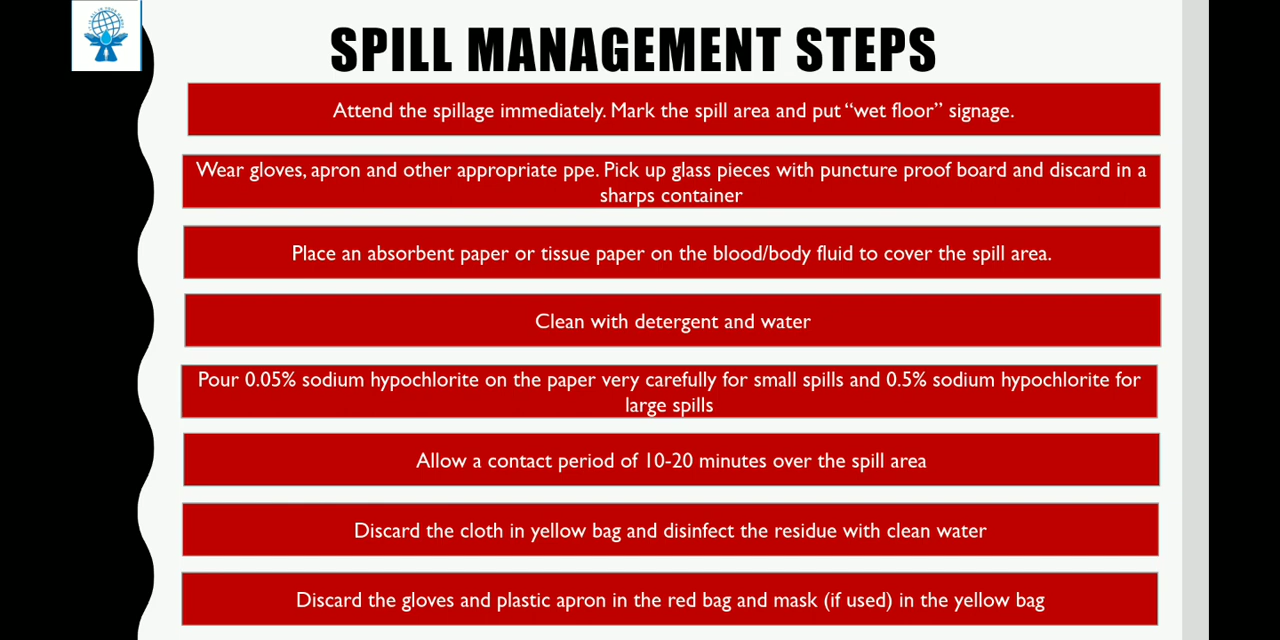 SPILL MANAGEMENT STEPS
Attend the spillage immediately. Mark the spill area and put “wet floor” signage.
Wear gloves, apron and other appropriate ppe. Pick up glass pieces with puncture proof board and discard in a
sharps container
Place an absorbent paper or tissue paper on the blood/body fluid to cover the spill area.
Clean with detergent and water
Pour 0.05% sodium hypochlorite on the paper very carefully for small spills and 0.5% sodium hypochlorite for
large spills
Allow a contact period of 10-20 minutes over the spill area
Discard the cloth in yellow bag and disinfect the residue with clean water
Discard the gloves and plastic apron in the red bag and mask (if used) in the yellow bag